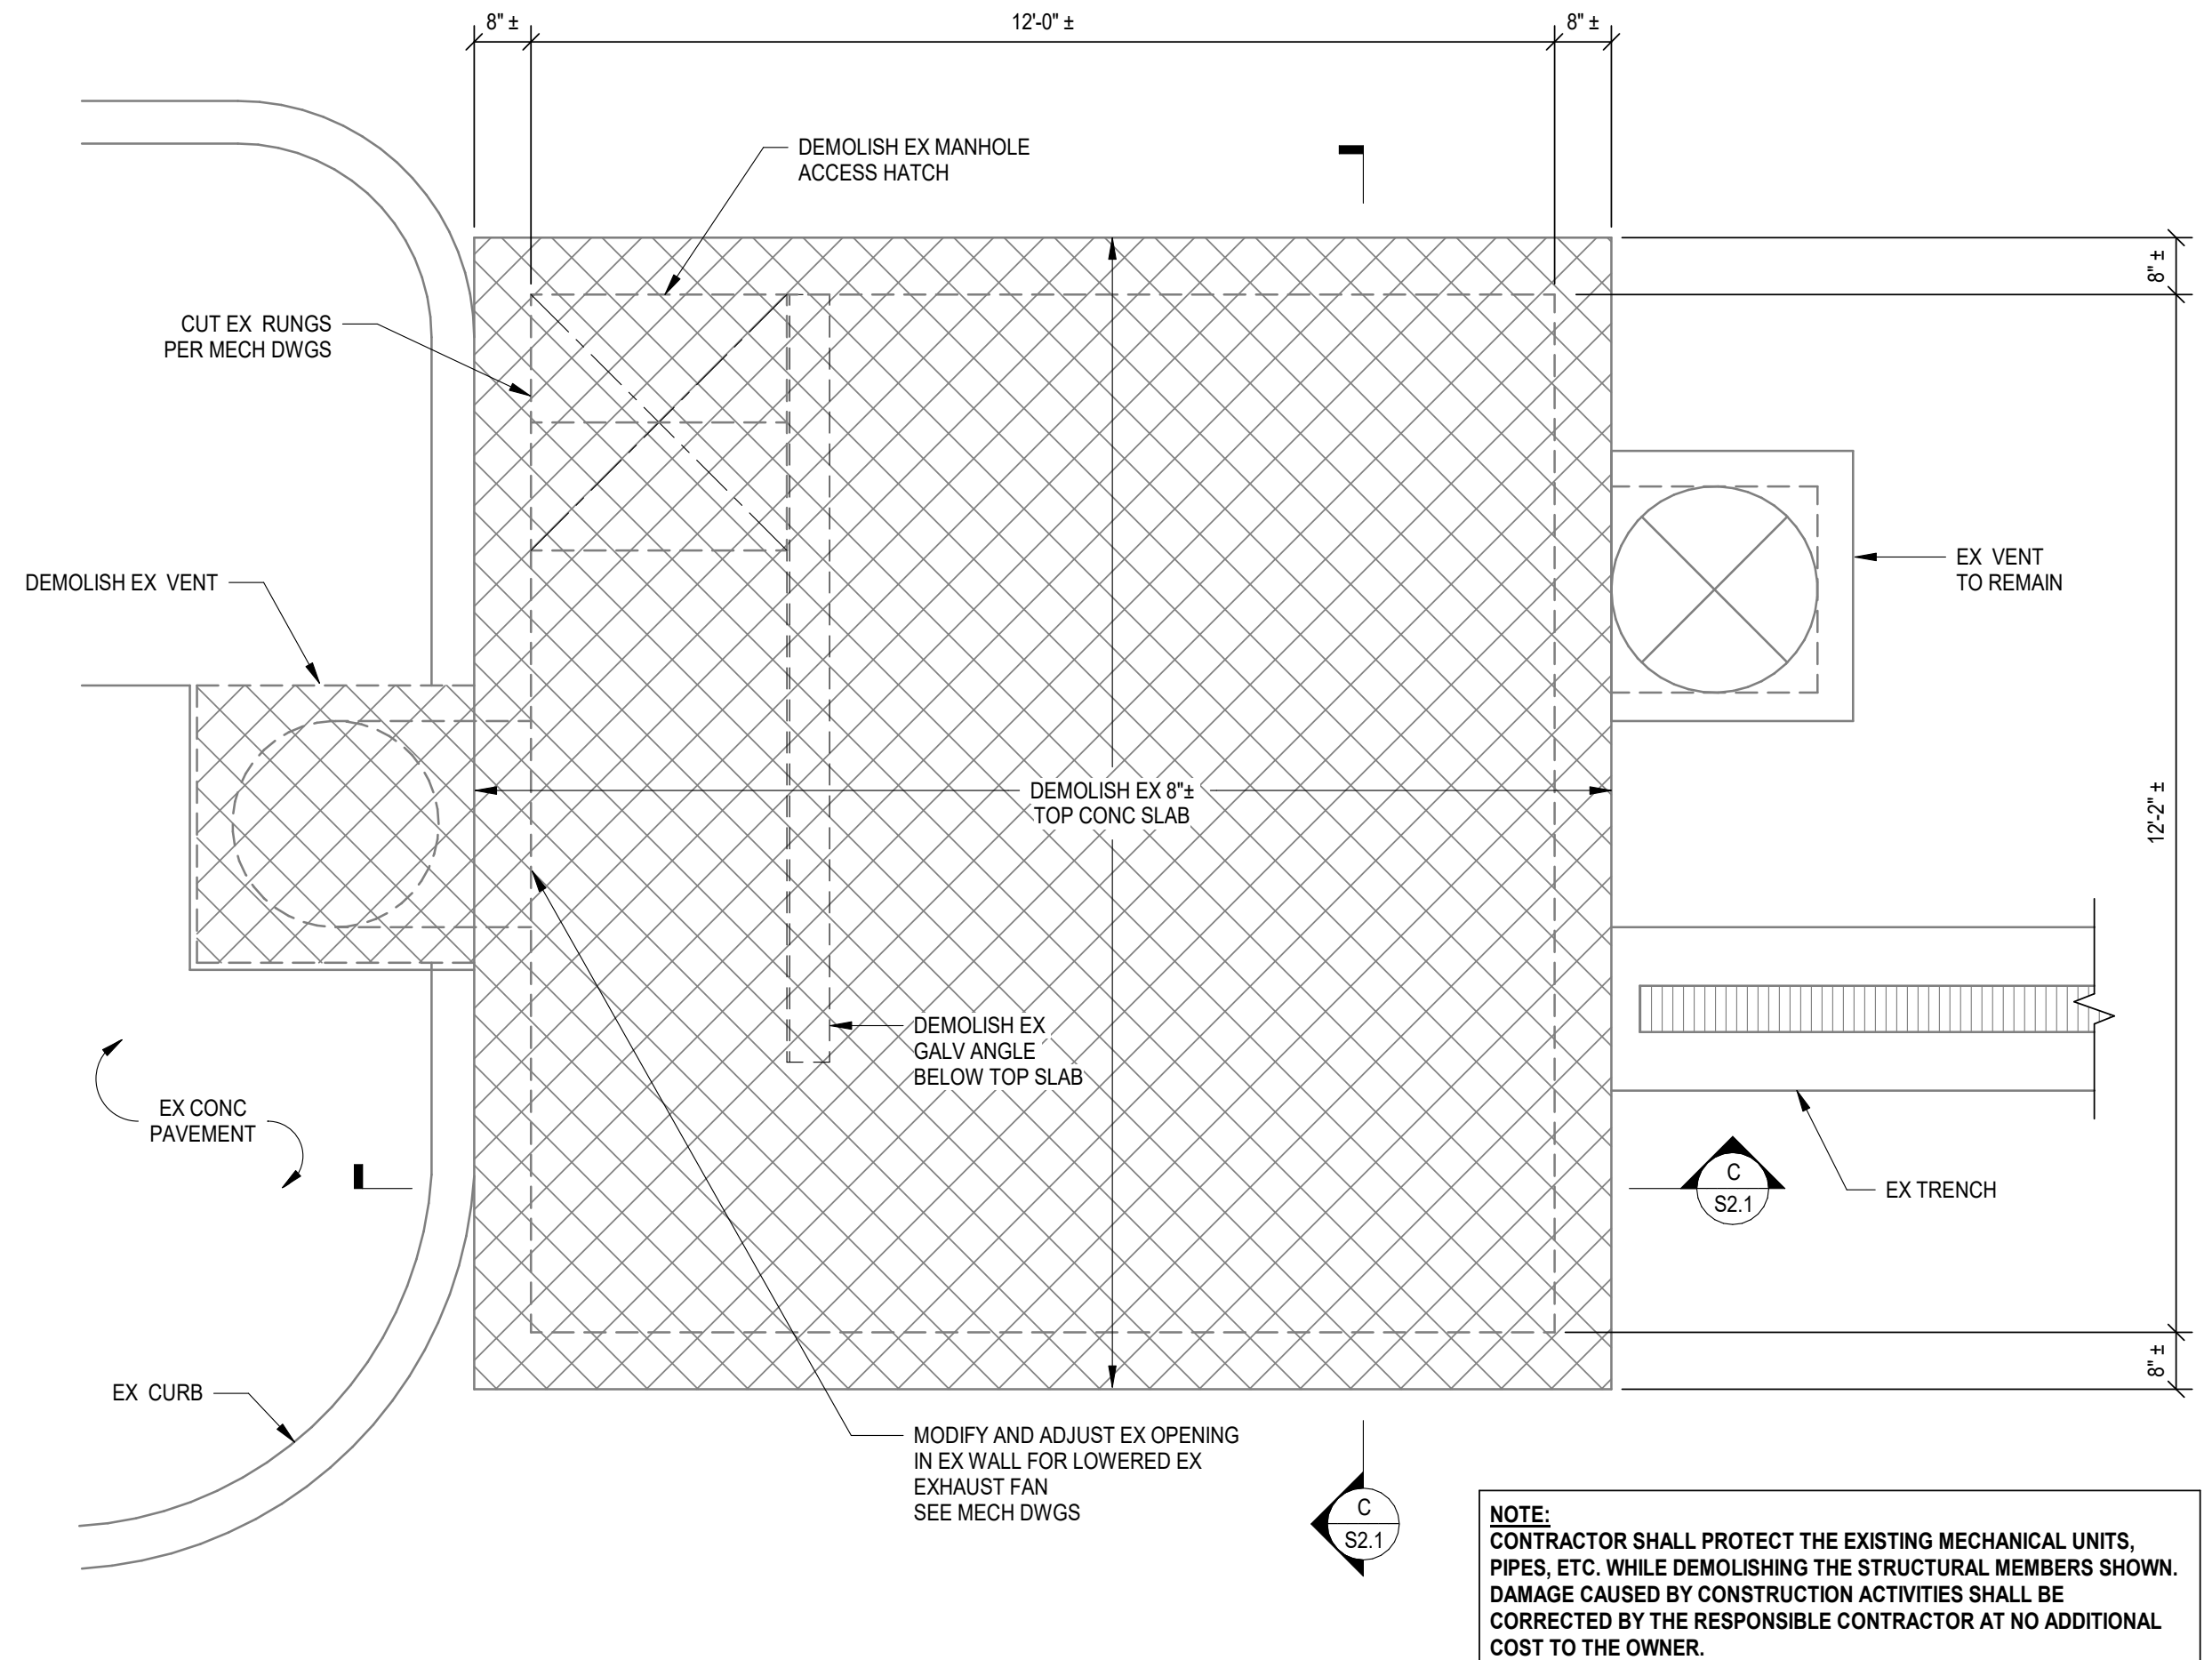 8" ±
12'-0" ±
8" ±
DEMOLISH EX MANHOLE
ACCESS HATCH
8" ±
CUT EX RUNGS
PER MECH DWGS
DEMOLISH EX VENT
EX VENT
TO REMAIN
DEMOLISH EX 8"±
TOP CONC SLAB
12'-2" ±
DEMOLISH EX
GALV ANGLE
BELOW TOP SLAB
EX CONC
PAVEMENT
C
S2.1
EX TRENCH
8" ±
EX CURB
MODIFY AND ADJUST EX OPENING
IN EX WALL FOR LOWERED EX
EXHAUST FAN
SEE MECH DWGS
C
S2.1
NOTE:
CONTRACTOR SHALL PROTECT THE EXISTING MECHANICAL UNITS,
PIPES, ETC. WHILE DEMOLISHING THE STRUCTURAL MEMBERS SHOWN.
DAMAGE CAUSED BY CONSTRUCTION ACTIVITIES SHALL BE
CORRECTED BY THE RESPONSIBLE CONTRACTOR AT NO ADDITIONAL
COST TO THE OWNER.